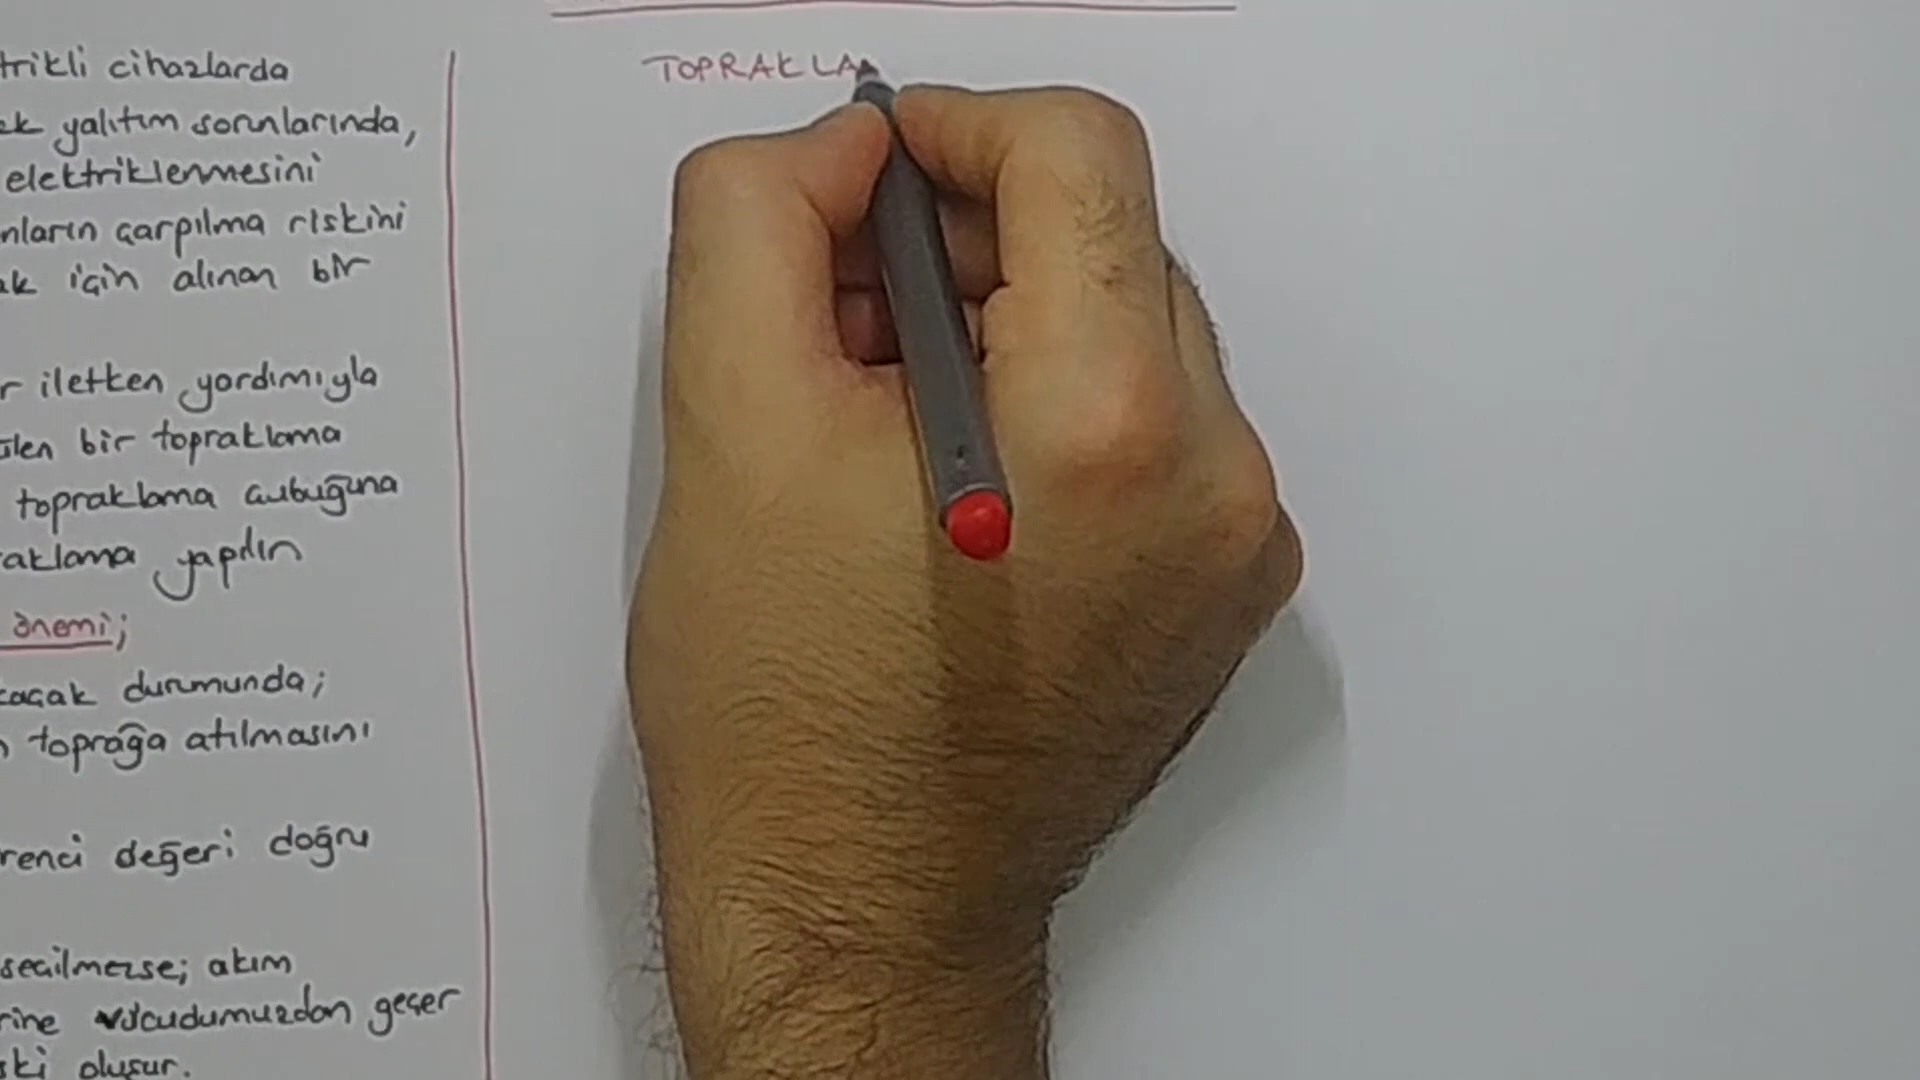 trikli cihazlarda
ek yalıtım sorunlarında,
elektriklenmesini
nların çarpılma riskini
ak için alınan bir
r iletken yardımıyla
ülen bir topraklama
topraklama çubuğuna
raklama yapılın
önemi;
kaçak durumunda;
n toprağa atılmasını
renci değeri doğru
seçilmezse; akım
rine vücudumuzdan geçer
ski oluşur.
TOPRAKLA